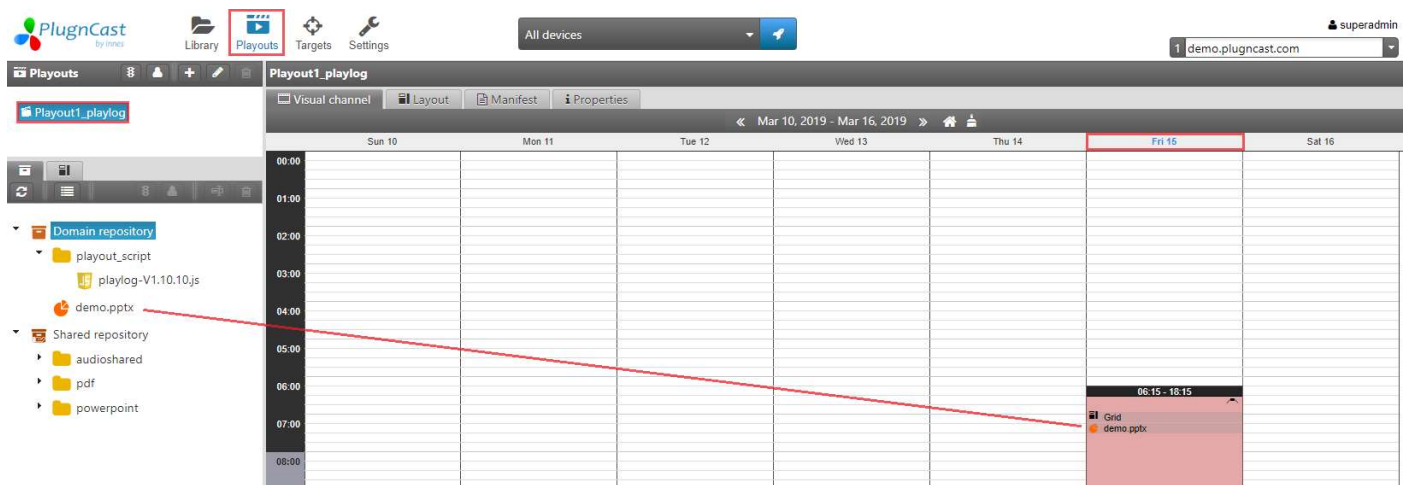 PlugnCast
by innes
Library
Playouts
Targets
Settings
All devices
superadmin
1 demo.plugncast.com
Playouts
Playout1_playlog
Playout1_playlog
Visual channel
Layout
Manifest
Properties
« Mar 10, 2019 - Mar 16, 2019 »
Sun 10
Mon 11
Tue 12
Wed 13
Thu 14
Fri 15
Sat 16
00:00
01:00
02:00
03:00
04:00
05:00
06:00
07:00
08:00
Domain repository
playout_script
JS playlog-V1.10.10.js
demo.pptx
Shared repository
audioshared
pdf
powerpoint
06:15 - 18:15
Grid
demo.pptx